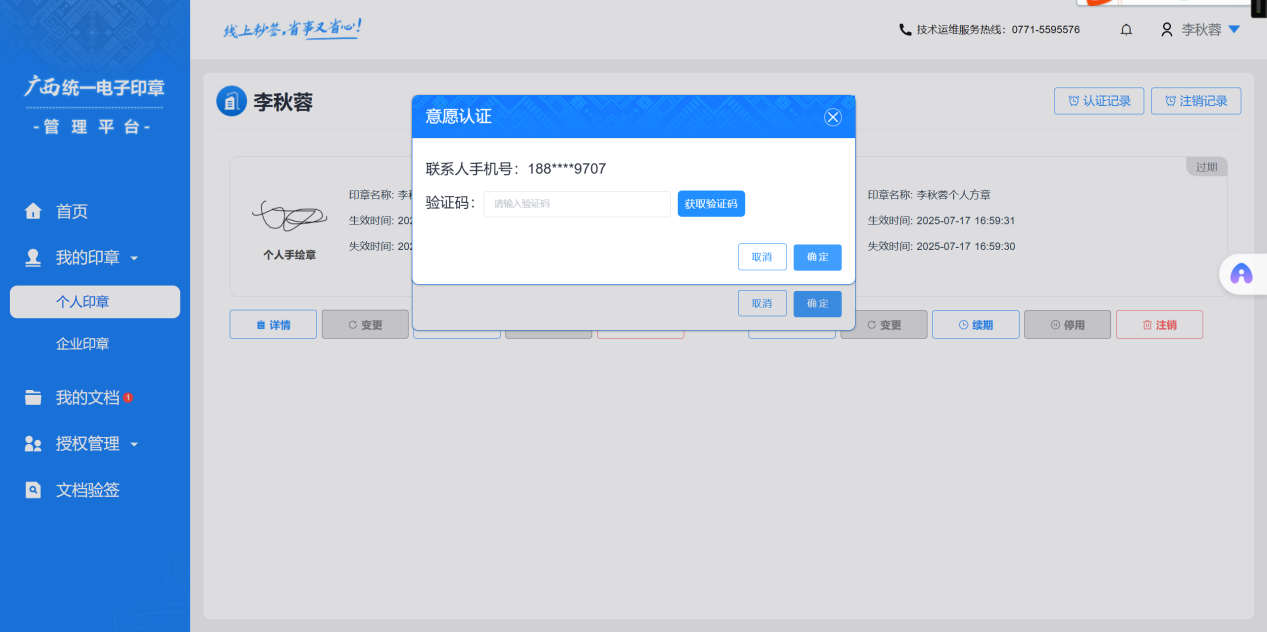 线上秒签，省事又省心！
技术运维服务热线：0771-5595576
李秋蓉
广西统一电子印章
-管理平台-
首页
我的印章
个人印章
企业印章
我的文档 1
授权管理
文档验签
李秋蓉
认证记录
注销记录
过期
个人手绘章
印章名称: 李
生效时间: 202
失效时间: 202
印章名称: 李秋蓉个人方章
生效时间: 2025-07-17 16:59:31
失效时间: 2025-07-17 16:59:30
意愿认证
联系人手机号：188****9707
验证码：
请输入验证码
获取验证码
取消
确定
取消
确定
详情
变更
变更
续期
停用
注销